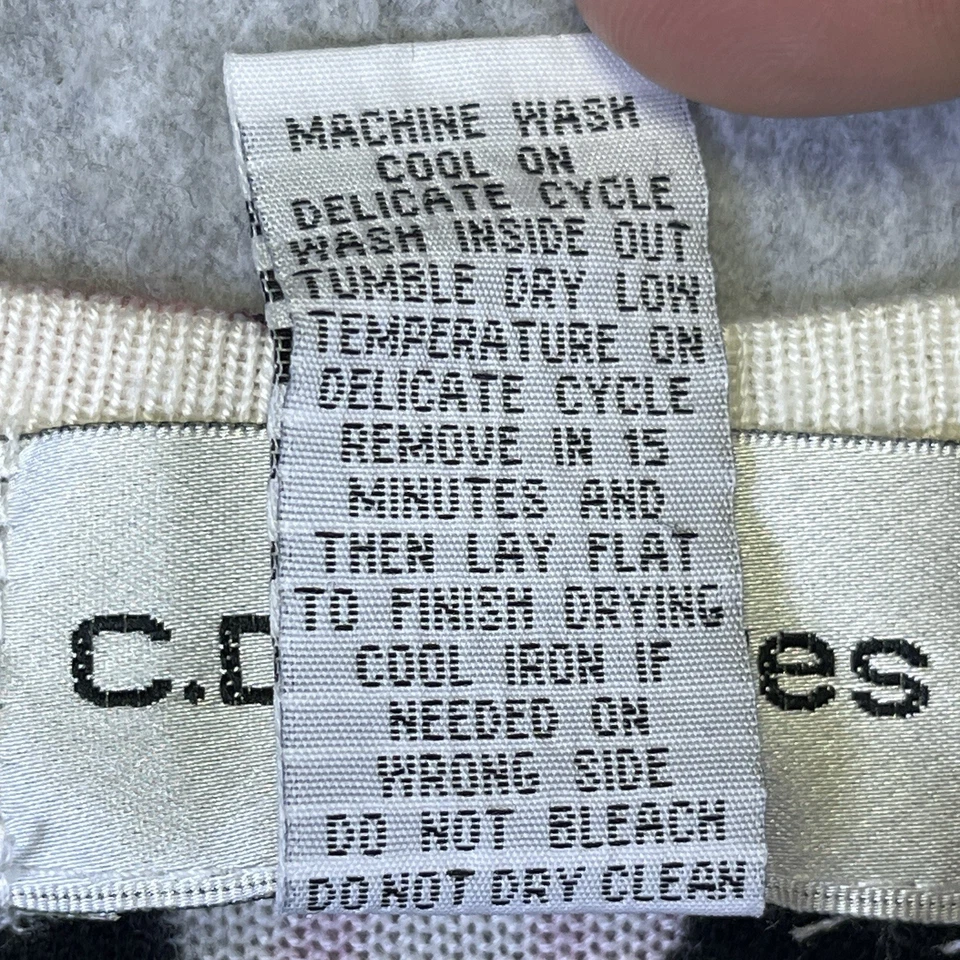 MACHINE WASH
COOL ON
DELICATE CYCLE
WASH INSIDE OUT
TUMBLE DRY LOW
TEMPERATURE ON
DELICATE CYCLE
REMOVE IN 15
MINUTES AND
THEN LAY FLAT
TO FINISH DRYING
COOL IRON IF
NEEDED ON
WRONG SIDE
DO NOT BLEACH
DO NOT DRY CLEAN